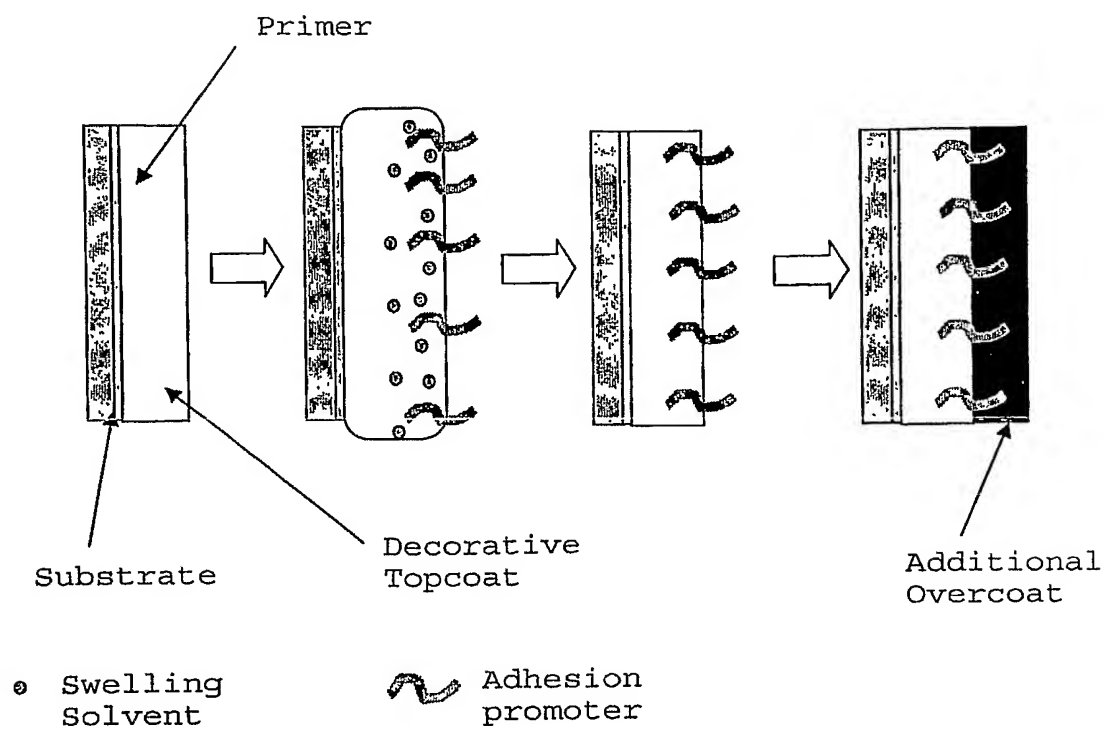 Primer
Substrate
Decorative
Topcoat
Additional
Overcoat
Swelling
Solvent
Adhesion
promoter